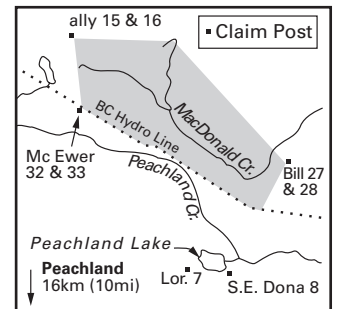 ally 15 & 16
Claim Post
BC Hydro Line
MacDonald Cr.
Mc Ewer
32 & 33
Peachland Cr.
Bill 27
& 28
Peachland Lake
Peachland
16km (10mi)
Lor. 7
S.E. Dona 8